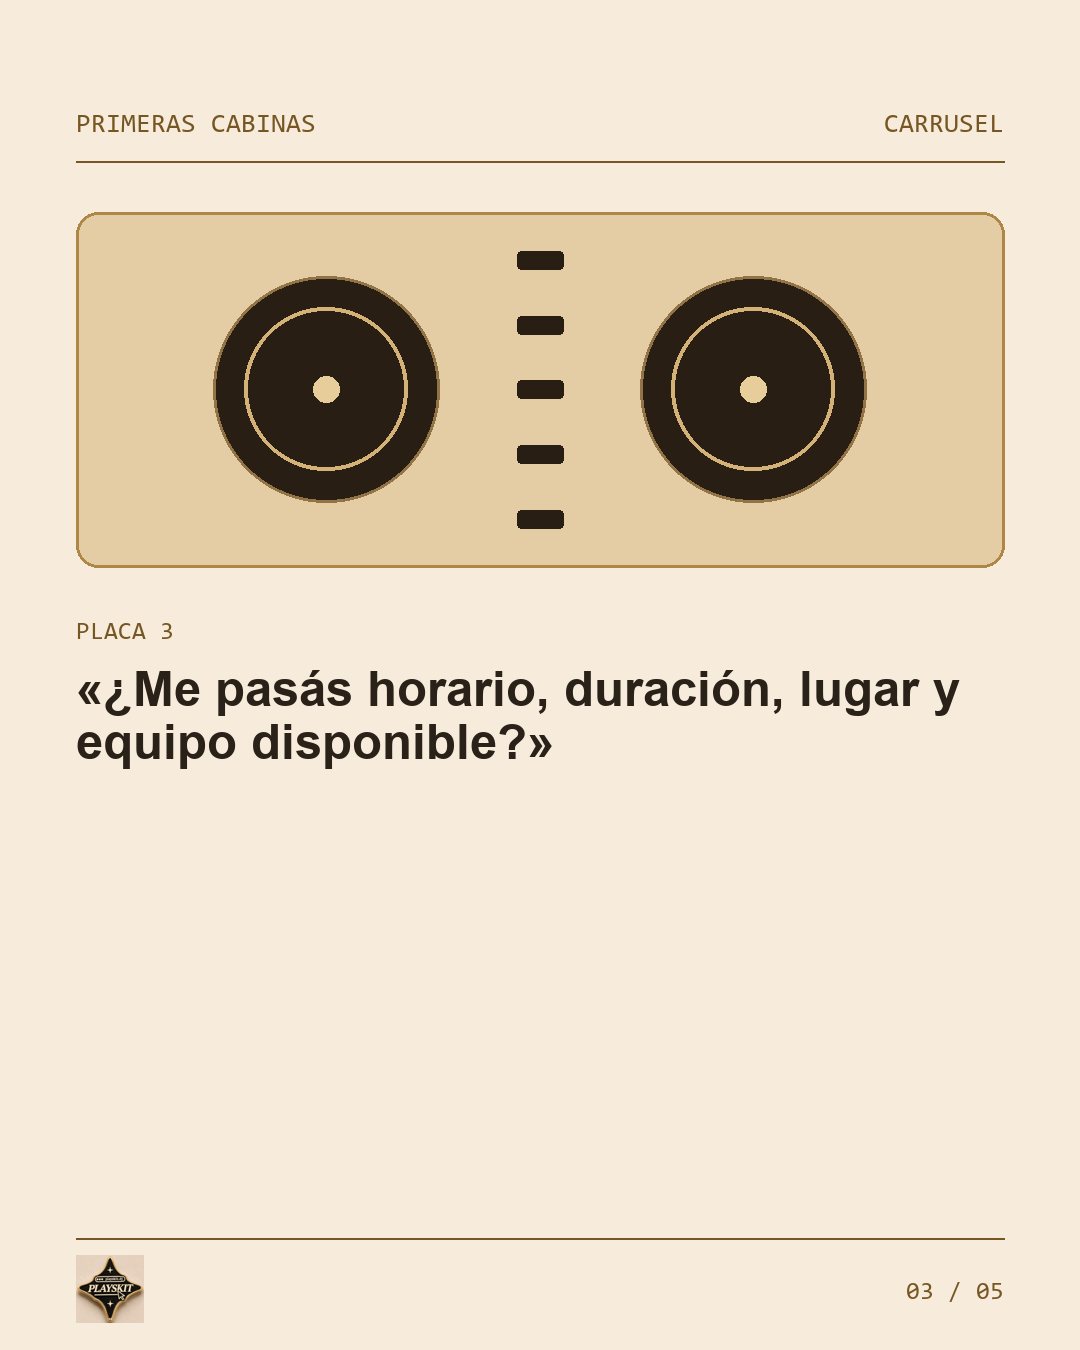 PRIMERAS CABINAS
CARRUSEL
PLACA 3
«¿Me pasás horario, duración, lugar y
equipo disponible?»
PLAYSKIT
03 / 05